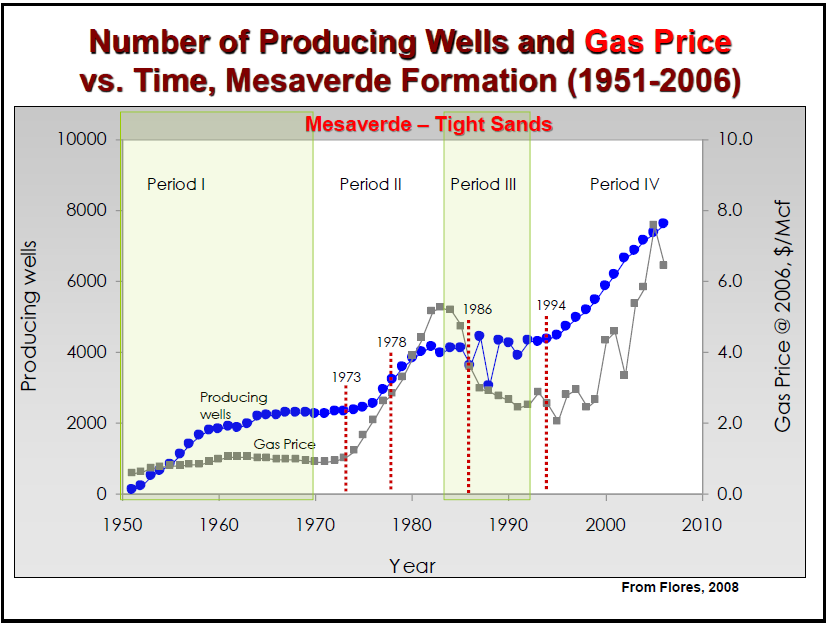 Number of Producing Wells and Gas Price
vs. Time, Mesaverde Formation (1951-2006)
Mesaverde – Tight Sands
10000
10.0
Period I
Period II
Period III
Period IV
8000
8.0
6000
6.0
1986
1994
1978
4000
4.0
1973
Producing
wells
2000
2.0
Gas Price
0
0.0
Producing wells
Gas Price @ 2006, $/Mcf
1950
1960
1970
1980
1990
2000
2010
Year
From Flores, 2008